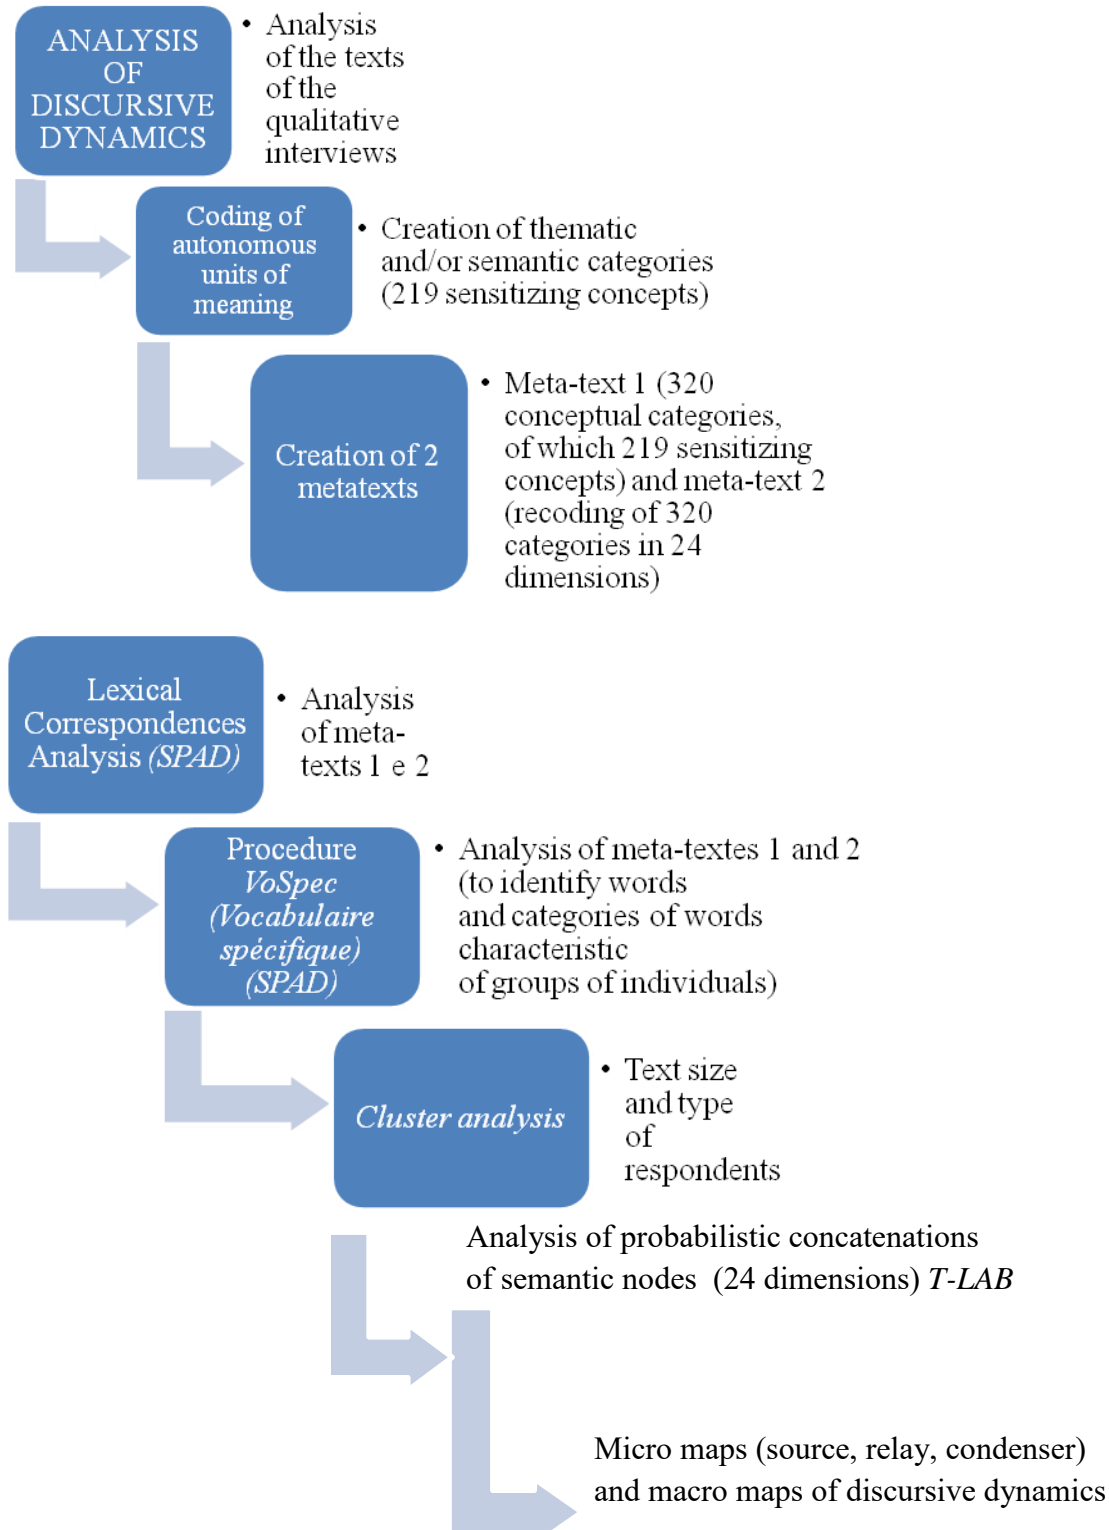 ANALYSIS
OF
DISCURSIVE
DYNAMICS
• Analysis
of the texts
of the
qualitative
interviews
Coding of
autonomous
units of
meaning
• Creation of thematic
and/or semantic categories
(219 sensitizing concepts)
Creation of 2
metatexts
• Meta-text 1 (320
conceptual categories,
of which 219 sensitizing
concepts) and meta-text 2
(recoding of 320
categories in 24
dimensions)
Lexical
Correspondences
Analysis (SPAD)
• Analysis
of meta-
texts 1 e 2
Procedure
VoSpec
(Vocabulaire
spécifique)
(SPAD)
• Analysis of meta-textes 1 and 2
(to identify words
and categories of words
characteristic
of groups of individuals)
Cluster analysis
• Text size
and type
of
respondents
Analysis of probabilistic concatenations
of semantic nodes (24 dimensions) T-LAB
Micro maps (source, relay, condenser)
and macro maps of discursive dynamics